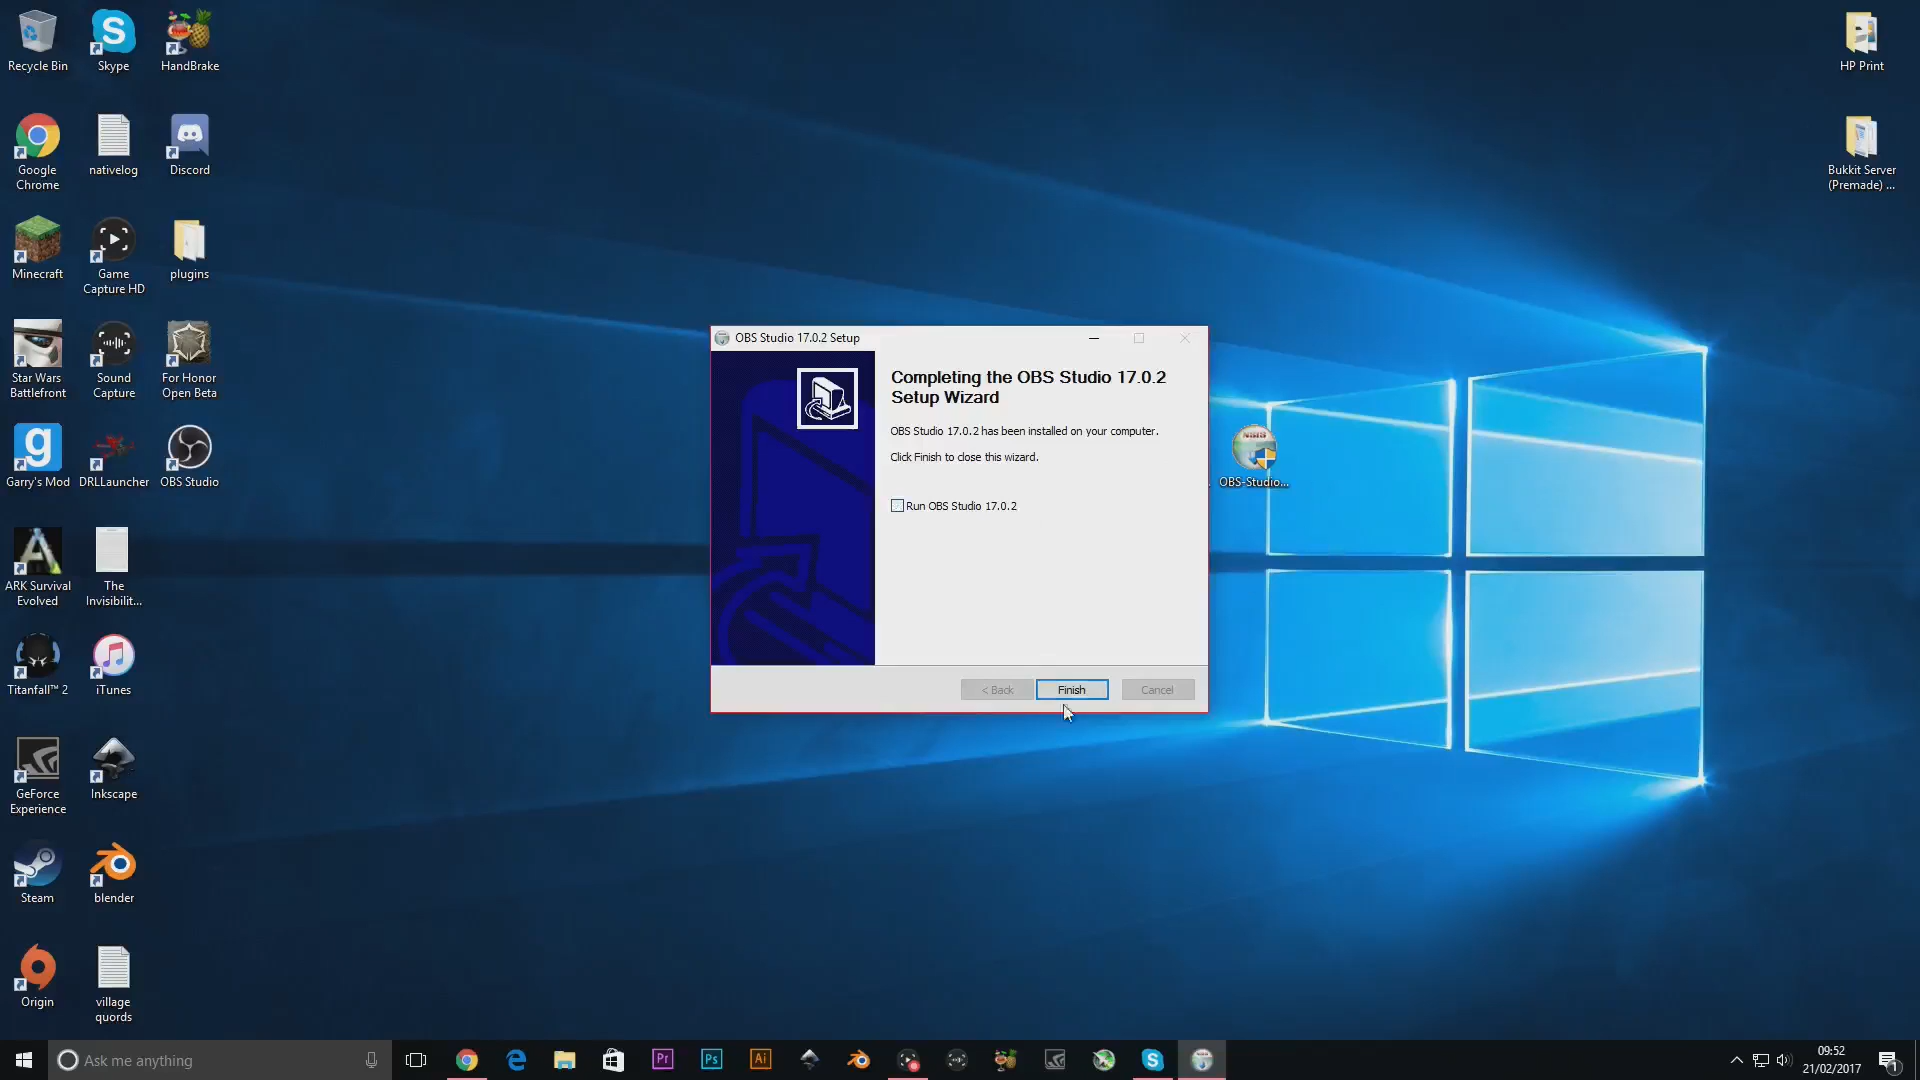 Recycle Bin
Skype
HandBrake
HP Print
Google
Chrome
nativelog
Discord
Bukkit Server
(Premade) ...
Minecraft
Game
Capture HD
plugins
Star Wars
Battlefront
Sound
Capture
For Honor
Open Beta
Garry's Mod
DRLLauncher
OBS Studio
ARK Survival
Evolved
The
Invisibilit...
Titanfall™ 2
iTunes
GeForce
Experience
Inkscape
Steam
blender
Origin
village
quords
OBS Studio 17.0.2 Setup
Completing the OBS Studio 17.0.2
Setup Wizard
OBS Studio 17.0.2 has been installed on your computer.
Click Finish to close this wizard.
Run OBS Studio 17.0.2
< Back
Finish
Cancel
OBS-Studio...
Ask me anything
Pr
Ps
Ai
09:52
21/02/2017
1